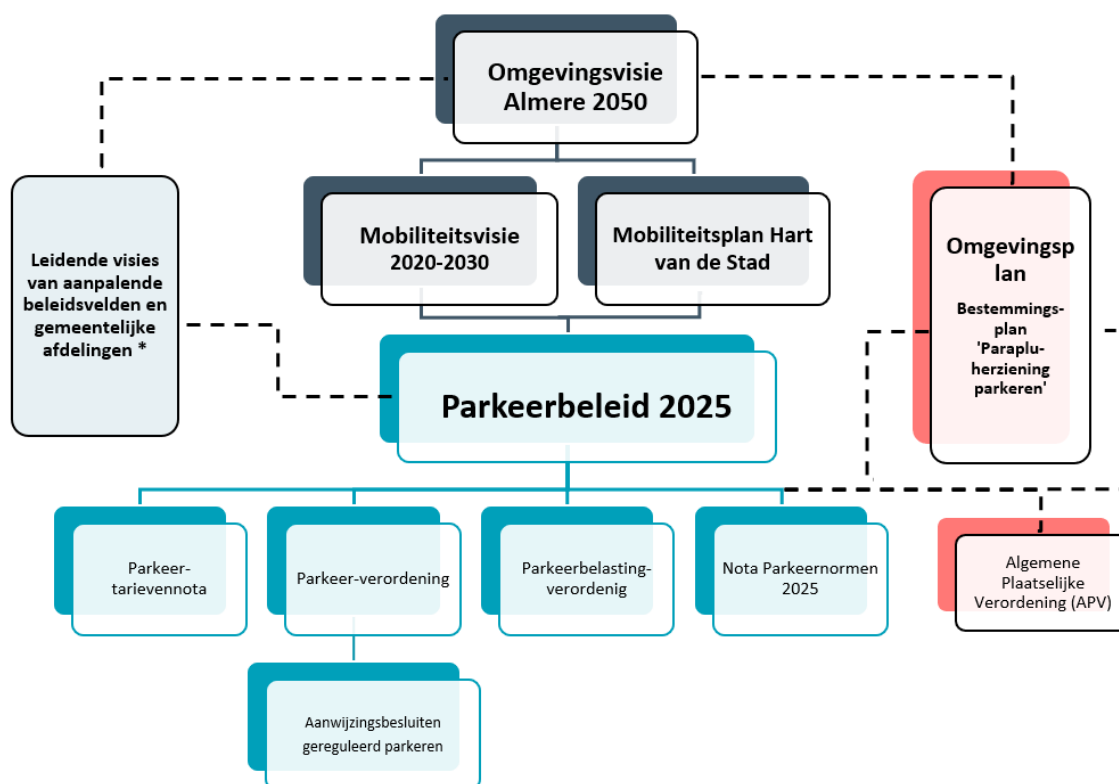 Omgevingsvisie
Almere 2050
Mobiliteitsvisie
2020-2030
Mobiliteitsplan Hart
van de Stad
Leidende visies
van aanpalende
beleidsvelden en
gemeentelijke
afdelingen *
Omgevingsp
lan
Bestemmings-
plan
'Paraplu-
herziening
parkeren'
Parkeerbeleid 2025
Parkeer-
tarievennota
Parkeer-verordening
Parkeerbelasting-
verordenig
Nota Parkeernormen
2025
Algemene
Plaatselijke
Verordening (APV)
Aanwijzingsbesluiten
gereguleerd parkeren